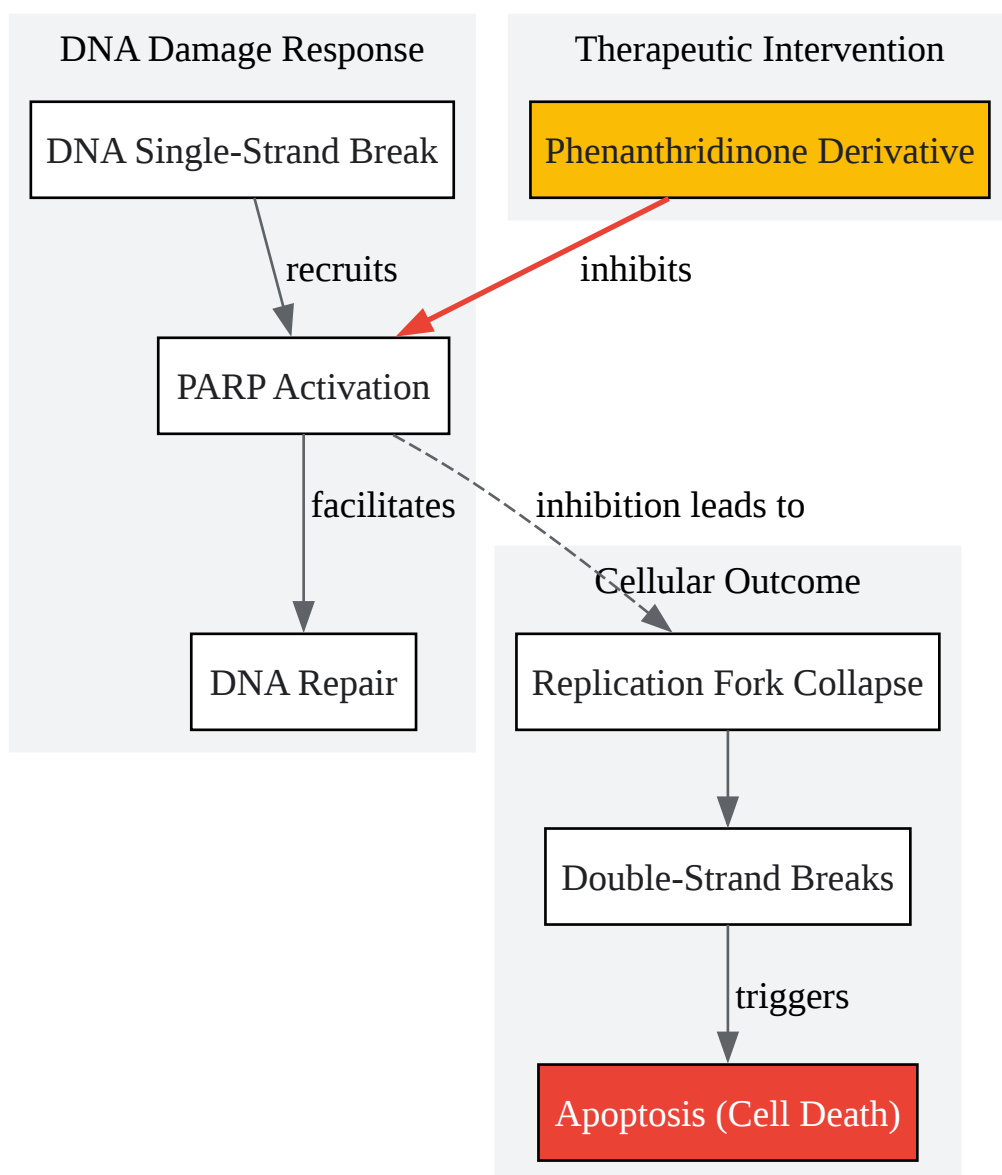 DNA Damage Response
Therapeutic Intervention
DNA Single-Strand Break
Phenanthridinone Derivative
recruits
inhibits
PARP Activation
facilitates
inhibition leads to
Cellular Outcome
DNA Repair
Replication Fork Collapse
Double-Strand Breaks
triggers
Apoptosis (Cell Death)